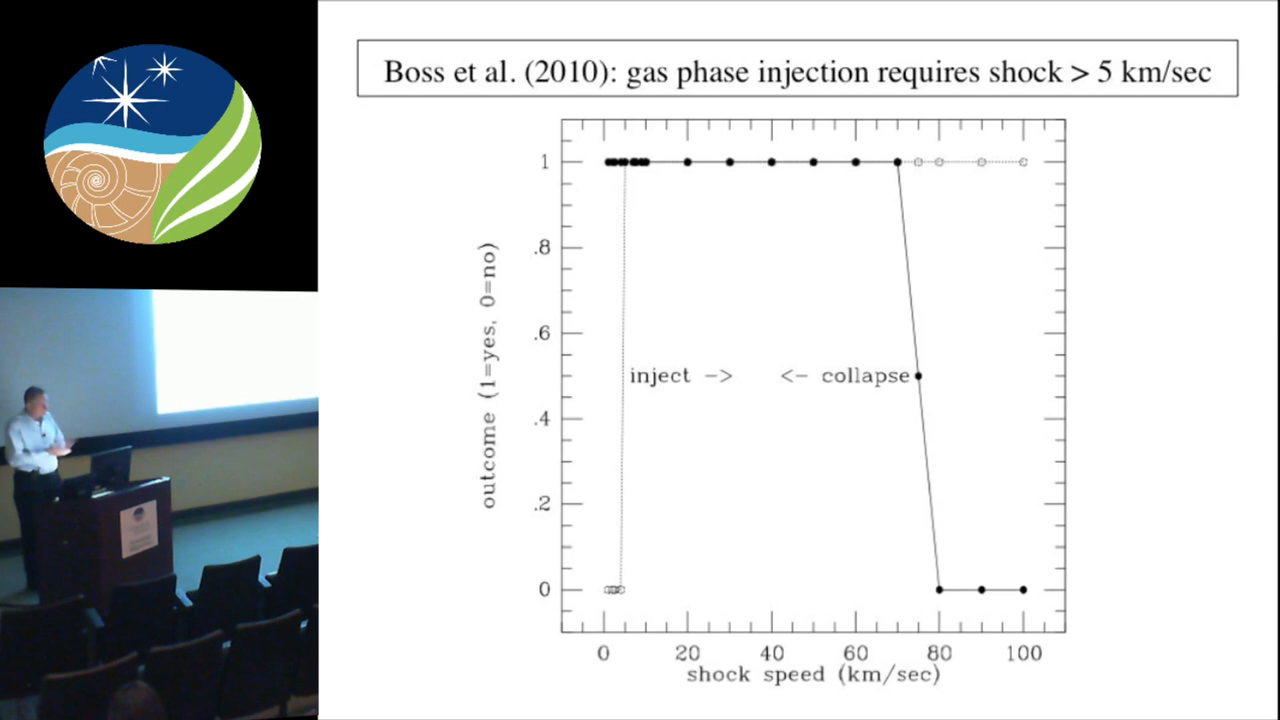 Boss et al. (2010): gas phase injection requires shock > 5 km/sec
1
.8
.6
.4
.2
0
outcome (1=yes, 0=no)
inject –>
<– collapse
0 20 40 60 80 100
shock speed (km/sec)